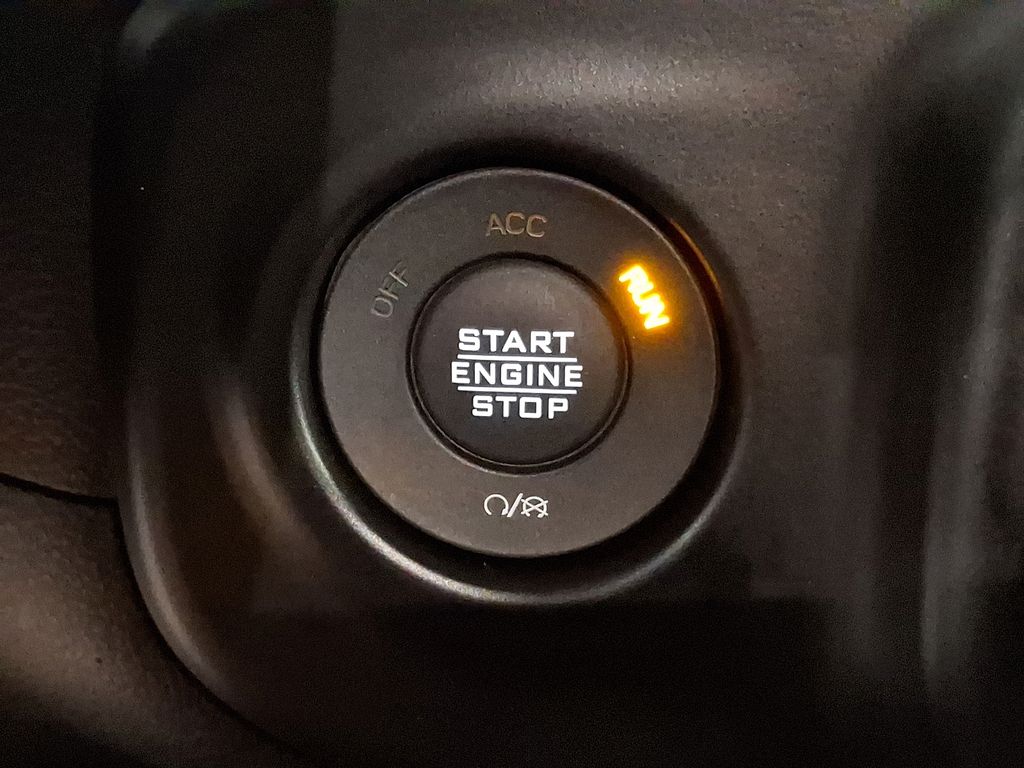 ACC
OFF
RUN
START
ENGINE
STOP